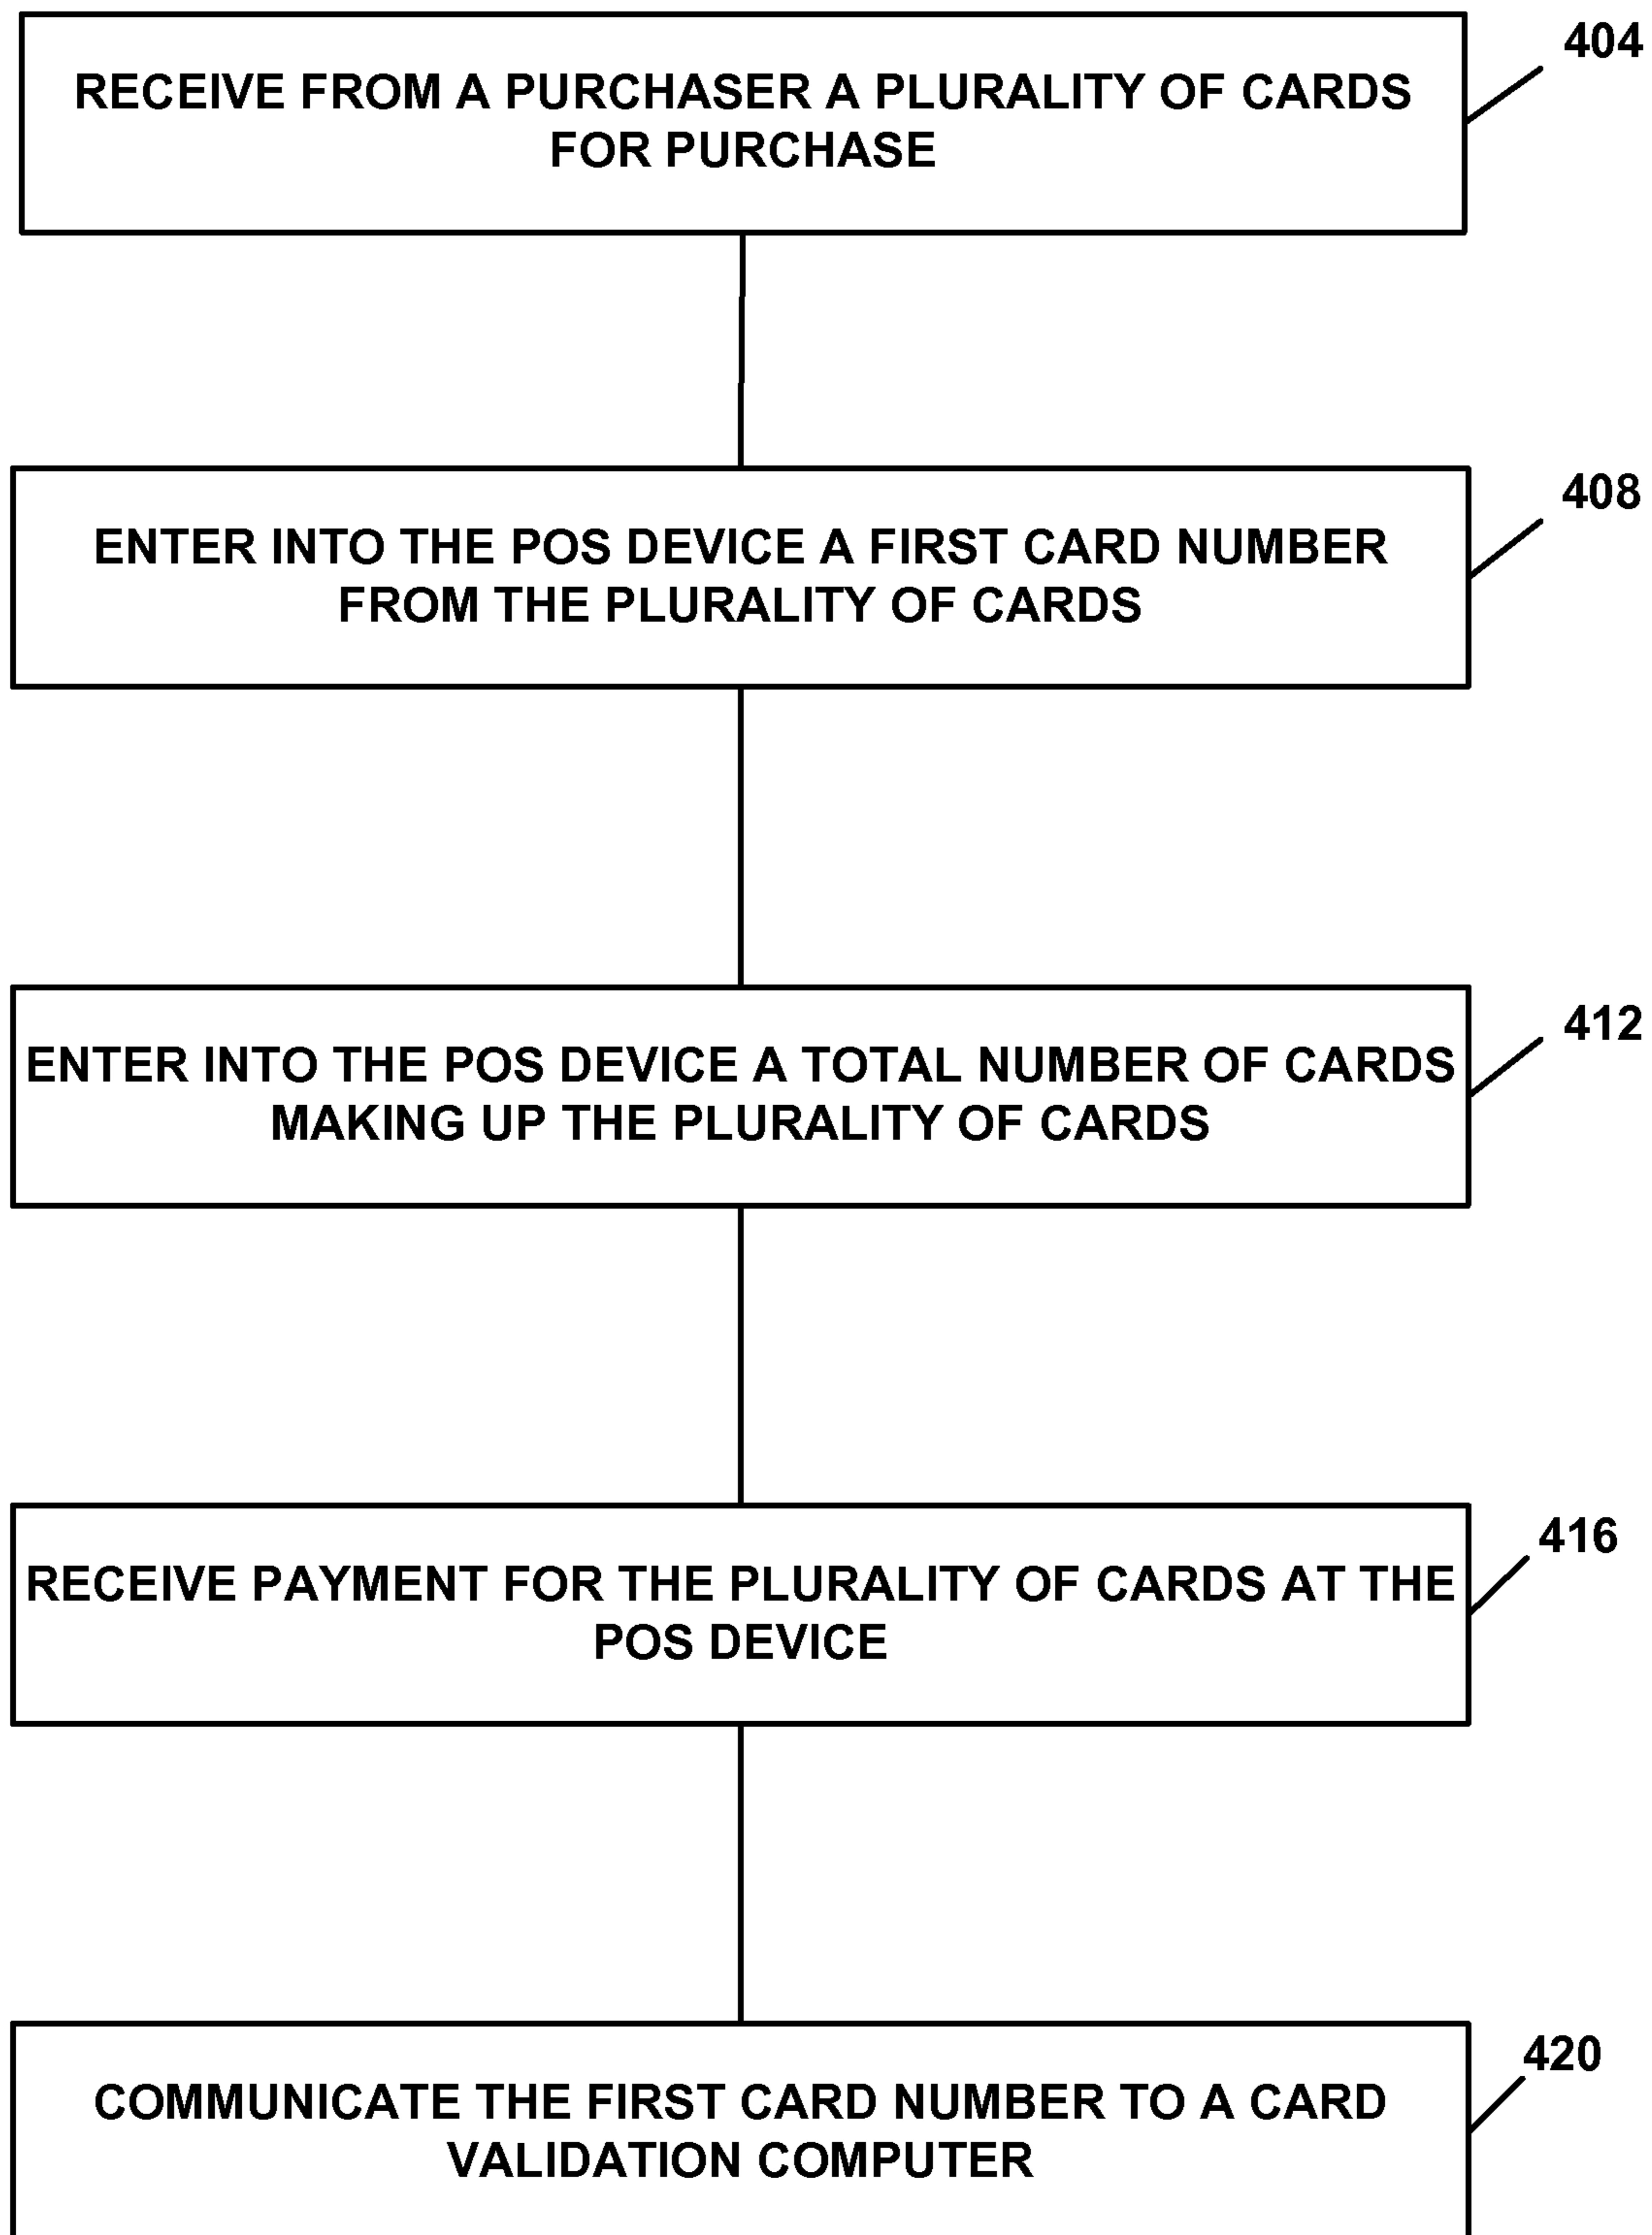 404
RECEIVE FROM A PURCHASER A PLURALITY OF CARDS
FOR PURCHASE
408
ENTER INTO THE POS DEVICE A FIRST CARD NUMBER
FROM THE PLURALITY OF CARDS
412
ENTER INTO THE POS DEVICE A TOTAL NUMBER OF CARDS
MAKING UP THE PLURALITY OF CARDS
416
RECEIVE PAYMENT FOR THE PLURALITY OF CARDS AT THE
POS DEVICE
420
COMMUNICATE THE FIRST CARD NUMBER TO A CARD
VALIDATION COMPUTER